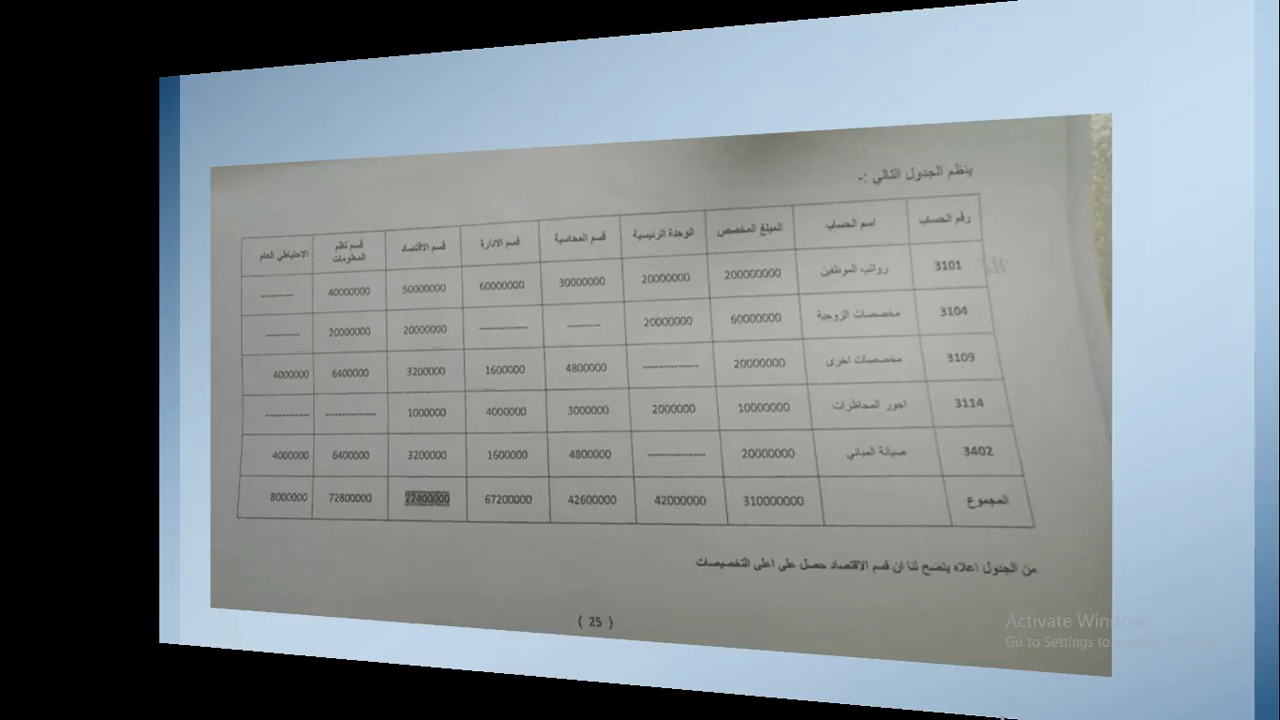 ينظم الجدول التالي :-
رقم الحساب اسم الحساب المبلغ المخصص الوحدة الرئيسية قسم المحاسبة قسم الادارة قسم الاقتصاد قسم نظم المعلومات الاحتياطي العام
3101 رواتب الموظفين 200000000 20000000 30000000 60000000 50000000 40000000 ----------
3104 مخصصات الزوجية 60000000 20000000 --------- ------------- 20000000 20000000 ----------
3109 مخصصات اخرى 20000000 --------------- 4800000 1600000 3200000 6400000 4000000
3114 اجور المحاظرات 10000000 2000000 3000000 4000000 1000000 --------------- -------------
3402 صيانة المباني 20000000 --------------- 4800000 1600000 3200000 6400000 4000000
المجموع 310000000 42000000 42600000 67200000 77400000 72800000 8000000
من الجدول اعلاه يتضح لنا ان قسم الاقتصاد حصل على اعلى التخصيصات
( 25 )
Activate Windows
Go to Settings to